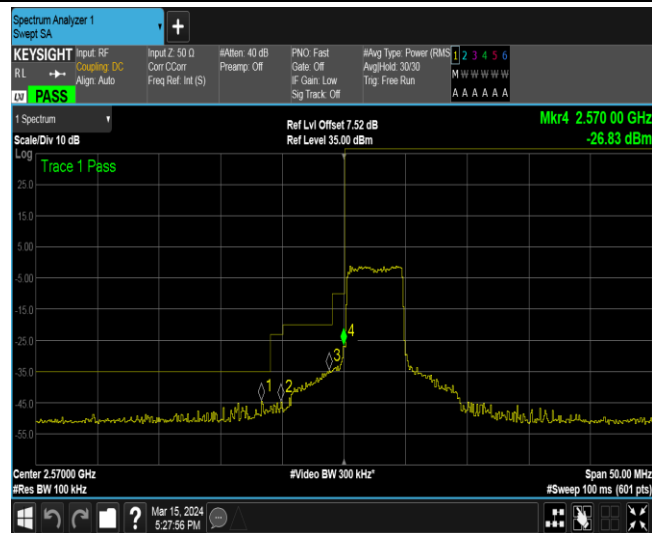 Spectrum Analyzer 1
Swept SA
+
KEYSIGHT
RL
LXI PASS
Input: RF
Coupling: DC
Align: Auto
Input Z: 50 Ω
Corr CCorr
Freq Ref: Int (S)
#Atten: 40 dB
Preamp: Off
PNO: Fast
Gate: Off
IF Gain: Low
Sig Track: Off
#Avg Type: Power (RMS
Avg|Hold: 30/30
Trig: Free Run
1 2 3 4 5 6
M W W W W W
A A A A A A
1 Spectrum
Scale/Div 10 dB
Ref Lvl Offset 7.52 dB
Ref Level 35.00 dBm
Mkr4 2.570 00 GHz
-26.83 dBm
Log
Trace 1 Pass
25.0
15.0
5.00
-5.00
-15.0
-25.0
-35.0
-45.0
-55.0
1
2
3
4
Center 2.57000 GHz
#Res BW 100 kHz
#Video BW 300 kHz*
Span 50.00 MHz
#Sweep 100 ms (601 pts)
?
Mar 15, 2024
5:27:56 PM